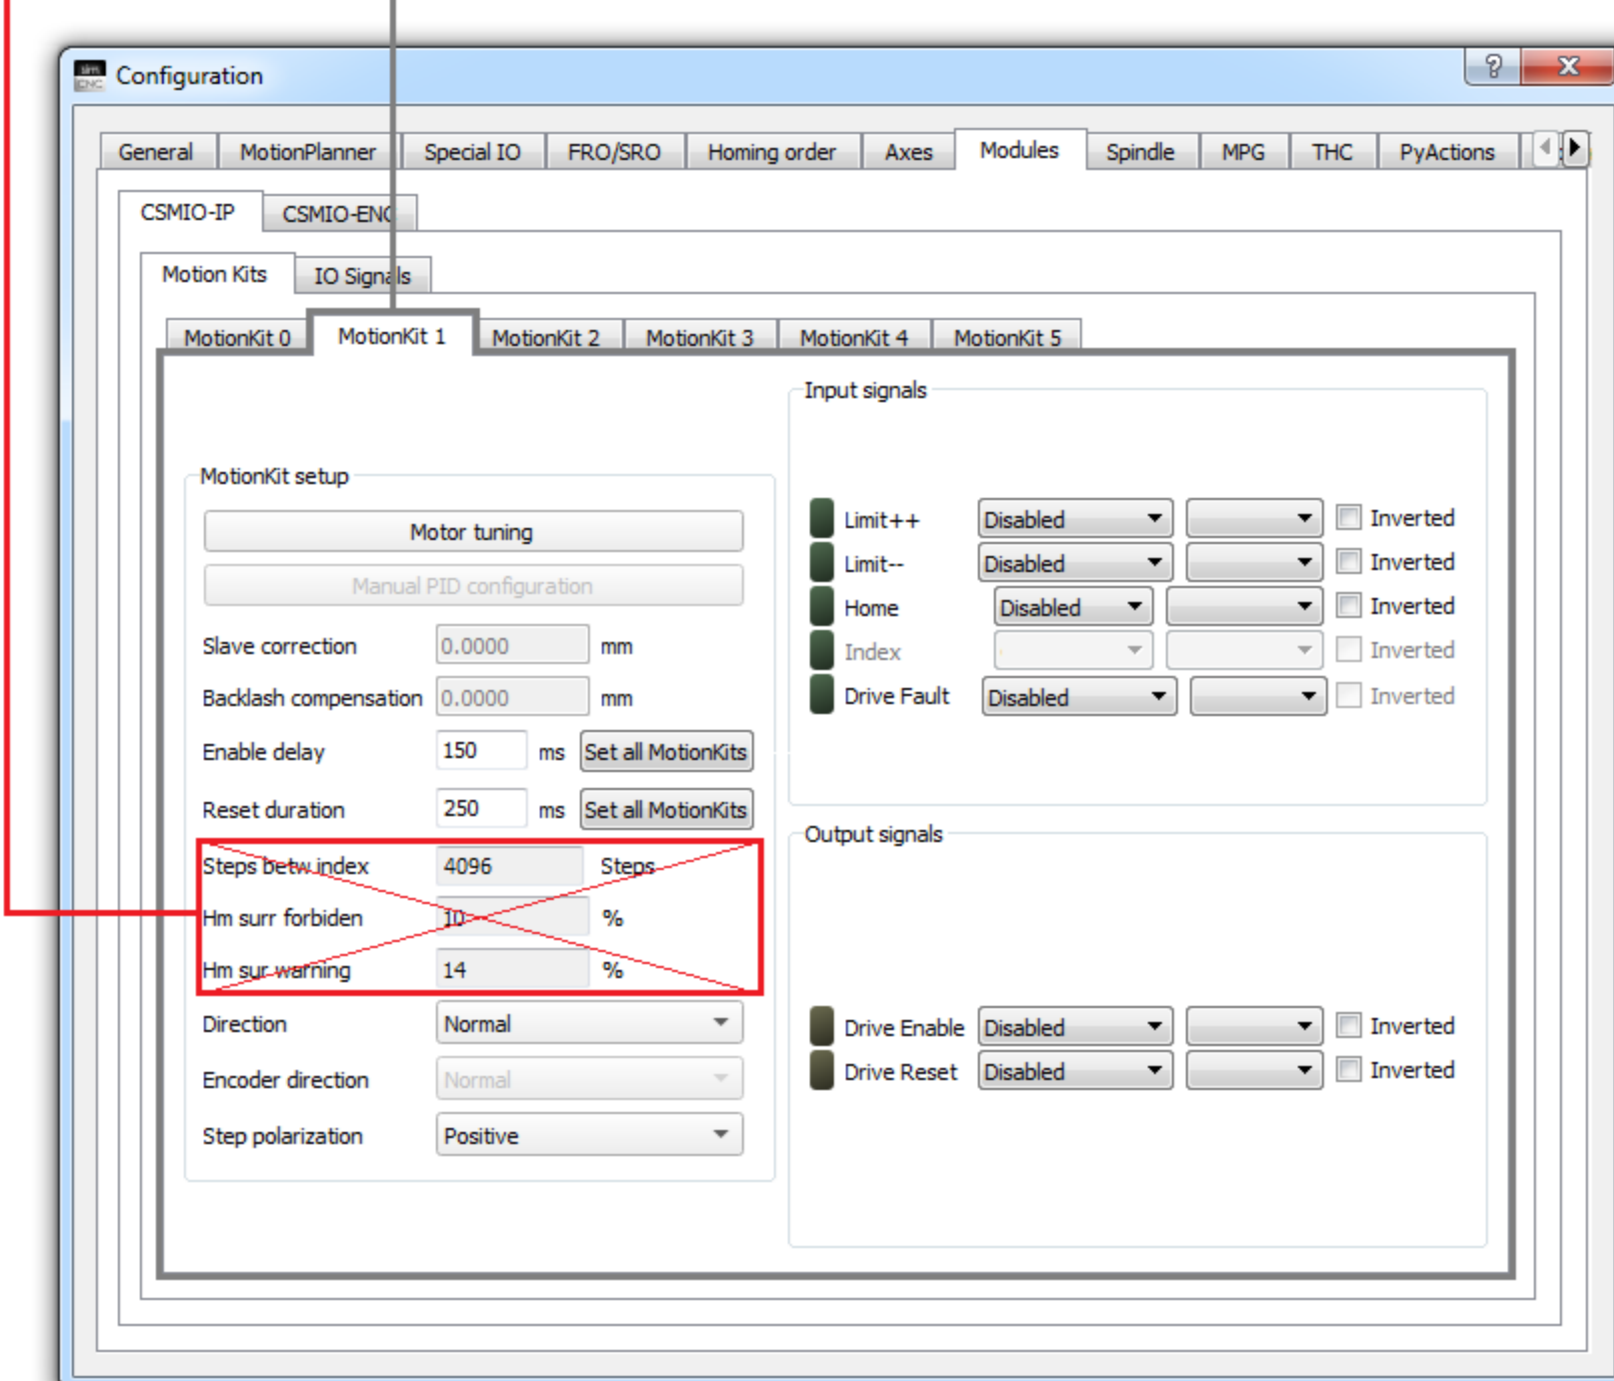 sim
CNC
Configuration
?
X
General MotionPlanner Special IO FRO/SRO Homing order Axes Modules Spindle MPG THC PyActions
CSMIO-IP CSMIO-ENC
Motion Kits IO Signals
MotionKit 0 MotionKit 1 MotionKit 2 MotionKit 3 MotionKit 4 MotionKit 5
MotionKit setup
Motor tuning
Manual PID configuration
Slave correction 0.0000 mm
Backlash compensation 0.0000 mm
Enable delay 150 ms Set all MotionKits
Reset duration 250 ms Set all MotionKits
Steps betw.index 4096 Steps
Hm surr forbiden 10 %
Hm sur warning 14 %
Direction Normal
Encoder direction Normal
Step polarization Positive
Input signals
Limit++ Disabled Inverted
Limit-- Disabled Inverted
Home Disabled Inverted
Index Inverted
Drive Fault Disabled Inverted
Output signals
Drive Enable Disabled Inverted
Drive Reset Disabled Inverted